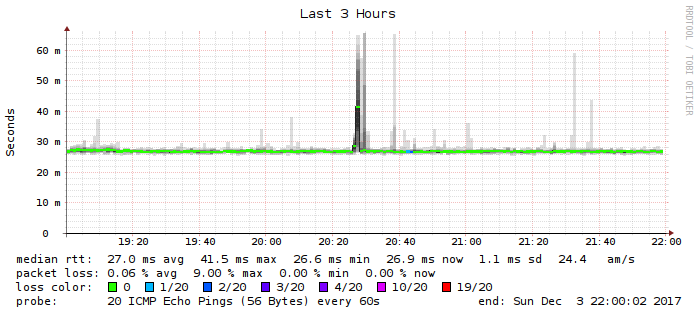 Last 3 Hours
RRDTOOL / TOBI OETIKER
Seconds
60 m
50 m
40 m
30 m
20 m
10 m
0
19:20 19:40 20:00 20:20 20:40 21:00 21:20 21:40 22:00
median rtt: 27.0 ms avg 41.5 ms max 26.6 ms min 26.9 ms now 1.1 ms sd 24.4 am/s
packet loss: 0.06 % avg 9.00 % max 0.00 % min 0.00 % now
loss color: 0 1/20 2/20 3/20 4/20 10/20 19/20
probe: 20 ICMP Echo Pings (56 Bytes) every 60s end: Sun Dec 3 22:00:02 2017